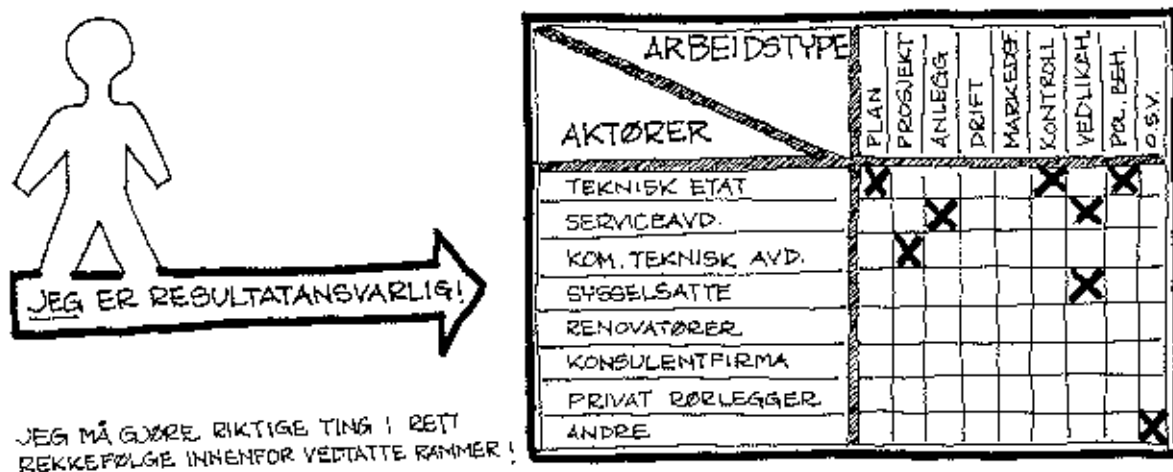 JEG ER RESULTATANSVARLIG!
JEG MÅ GJØRE RIKTIGE TING I RETT
REKKEFØLGE INNENFOR VEDTATTE RAMMER!
ARBEIDSTYPE
AKTØRER
PLAN
PROSJEKT
ANLEGG
DRIFT
MARKEDSF.
KONTROLL
VEDLIKEH.
POL. BEH.
O.S.V.
TEKNISK ETAT
SERVICEAVD.
KOM. TEKNISK AVD.
SYSSELSATTE
RENOVATØRER
KONSULENTFIRMA
PRIVAT RØRLEGGER
ANDRE